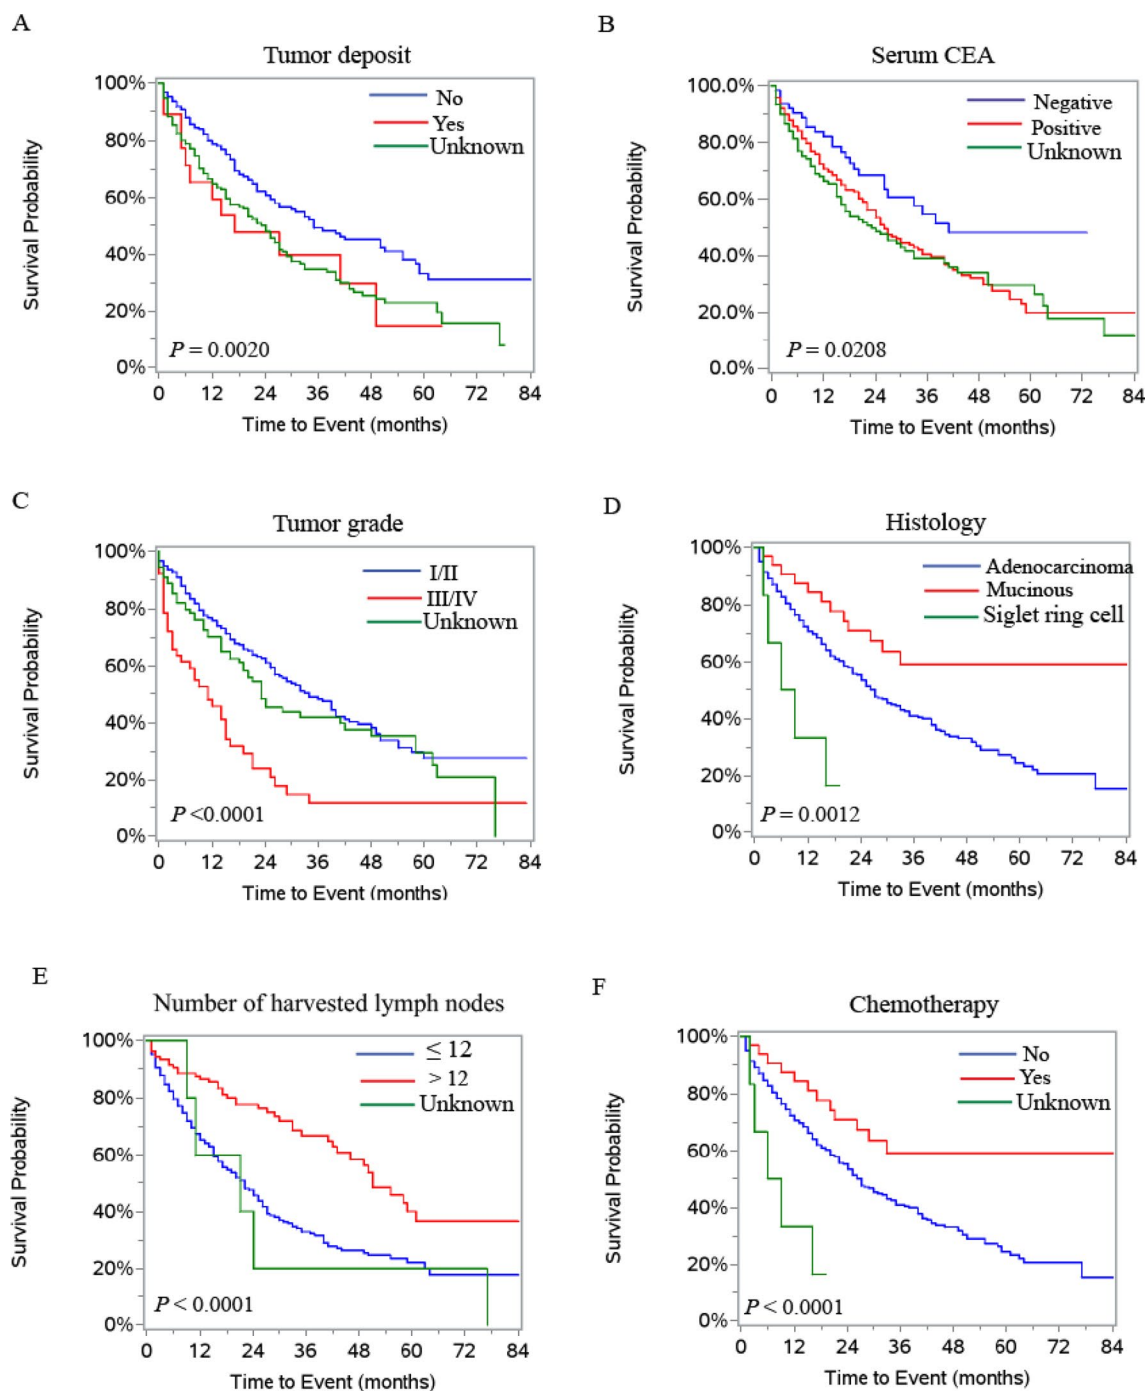 A
Tumor deposit
100%
80%
60%
40%
20%
0%
Survival Probability
No
Yes
Unknown
P = 0.0020
0 12 24 36 48 60 72 84
Time to Event (months)
B
Serum CEA
100.0%
80.0%
60.0%
40.0%
20.0%
0.0%
Survival Probability
Negative
Positive
Unknown
P = 0.0208
0 12 24 36 48 60 72 84
Time to Event (months)
C
Tumor grade
100%
80%
60%
40%
20%
0%
Survival Probability
I/II
III/IV
Unknown
P <0.0001
0 12 24 36 48 60 72 84
Time to Event (months)
D
Histology
100%
80%
60%
40%
20%
0%
Survival Probability
Adenocarcinoma
Mucinous
Siglet ring cell
P = 0.0012
0 12 24 36 48 60 72 84
Time to Event (months)
E
Number of harvested lymph nodes
100%
80%
60%
40%
20%
0%
Survival Probability
≤ 12
> 12
Unknown
P < 0.0001
0 12 24 36 48 60 72 84
Time to Event (months)
F
Chemotherapy
100%
80%
60%
40%
20%
0%
Survival Probability
No
Yes
Unknown
P < 0.0001
0 12 24 36 48 60 72 84
Time to Event (months)